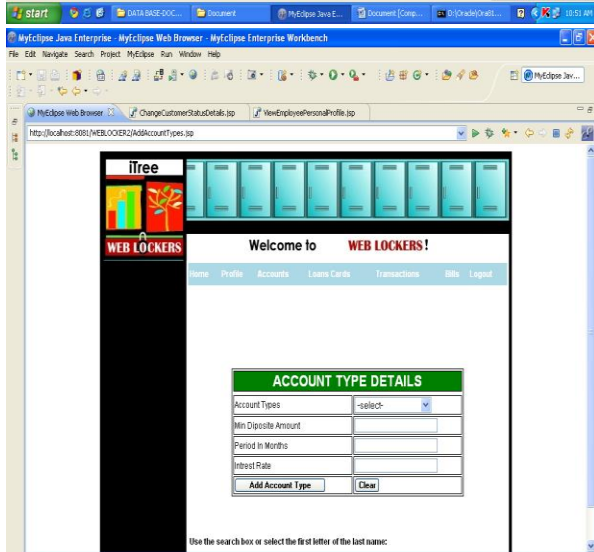 start
DATA BASE-DOC...
Document
MyEclipse Java E...
Document [Comp...
D:\Oracle\Ora81...
10:51 AM
MyEclipse Java Enterprise - MyEclipse Web Browser - MyEclipse Enterprise Workbench
File Edit Navigate Search Project MyEclipse Run Window Help
MyEclipse Jav...
MyEclipse Web Browser
ChangeCustomerStatusDetails.jsp
ViewEmployeePersonalProfile.jsp
http://localhost:8081/WEBLOCKER2/AddAccountTypes.jsp
iTree
WEB LOCKERS
Welcome to WEB LOCKERS!
Home Profile Accounts Loans Cards Transactions Bills Logout
ACCOUNT TYPE DETAILS
Account Types -select-
Min Diposite Amount
Period In Months
Intrest Rate
Add Account Type Clear
Use the search box or select the first letter of the last name: